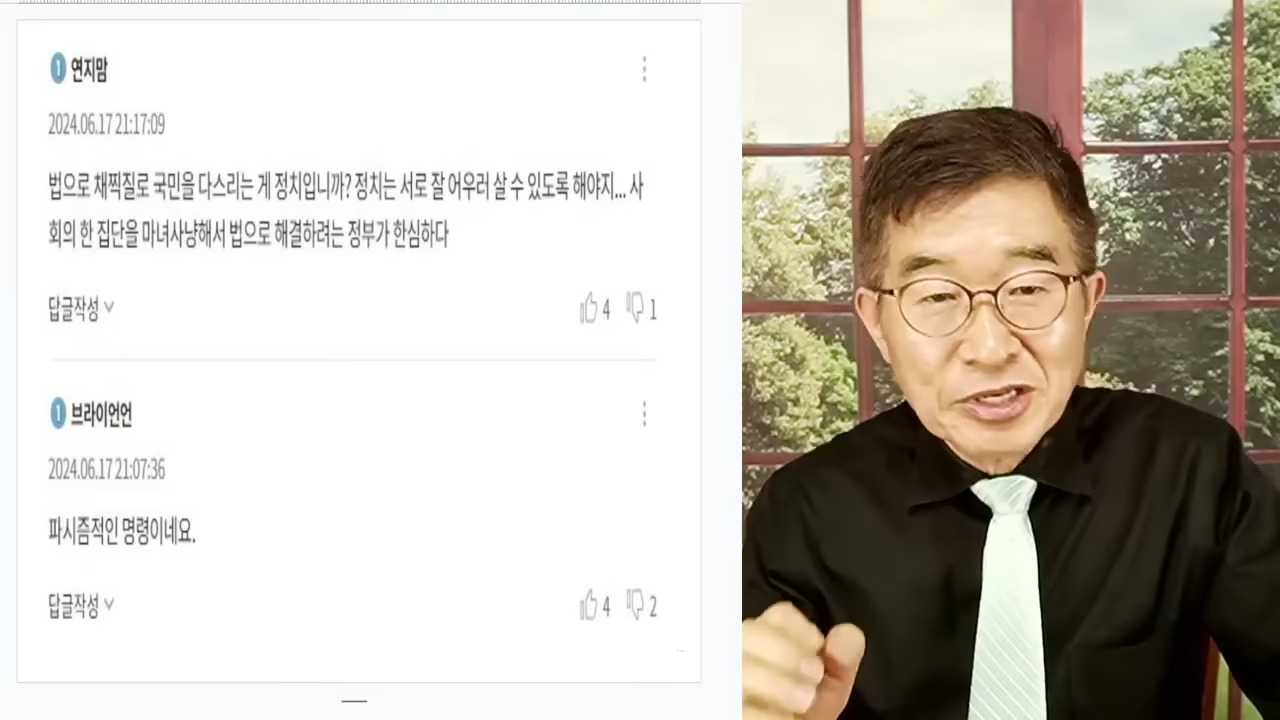 1 연지맘
2024.06.17 21:17:09
법으로 채찍질로 국민을 다스리는 게 정치입니까? 정치는 서로 잘 어우러 살 수 있도록 해야지... 사
회의 한 집단을 마녀사냥해서 법으로 해결하려는 정부가 한심하다
답글작성 4 1
1 브라이언언
2024.06.17 21:07:36
파시즘적인 명령이네요.
답글작성 4 2